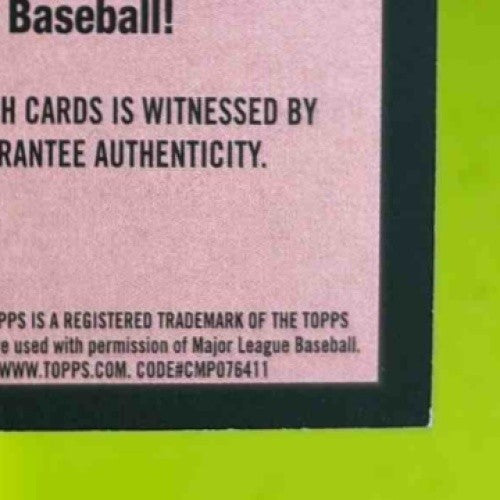 Baseball!
H CARDS IS WITNESSED BY
RANTEE AUTHENTICITY.
PPS IS A REGISTERED TRADEMARK OF THE TOPPS
e used with permission of Major League Baseball.
WWW.TOPPS.COM. CODE#CMP076411